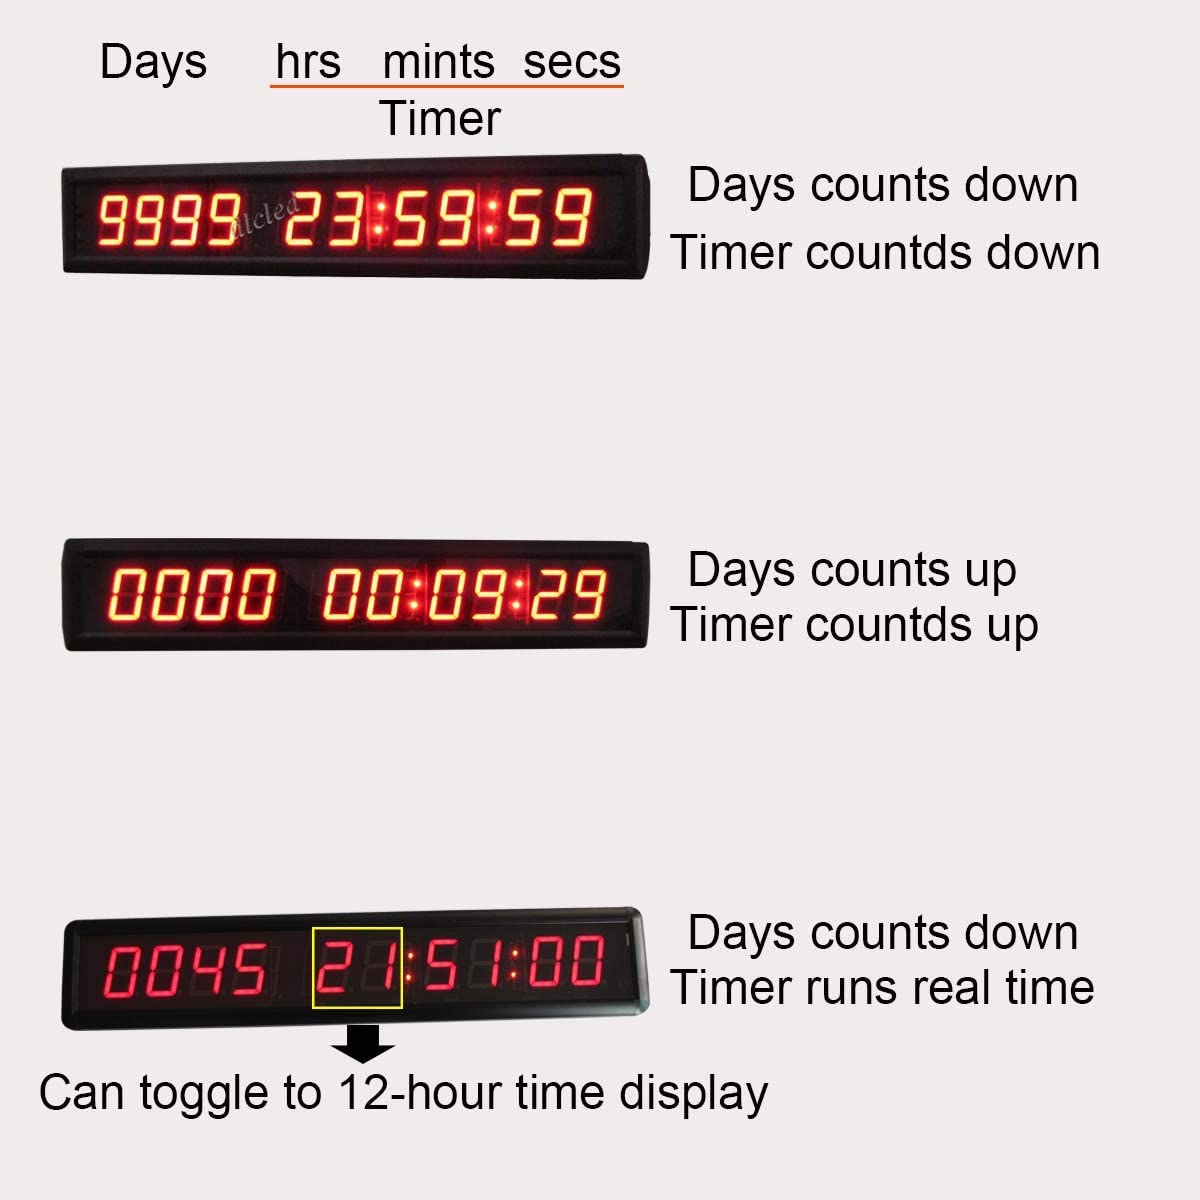 Days hrs mints secs
Timer
9999 23:59:59
Days counts down
Timer countds down
0000 00:09:29
Days counts up
Timer countds up
0045 21:51:00
Days counts down
Timer runs real time
Can toggle to 12-hour time display